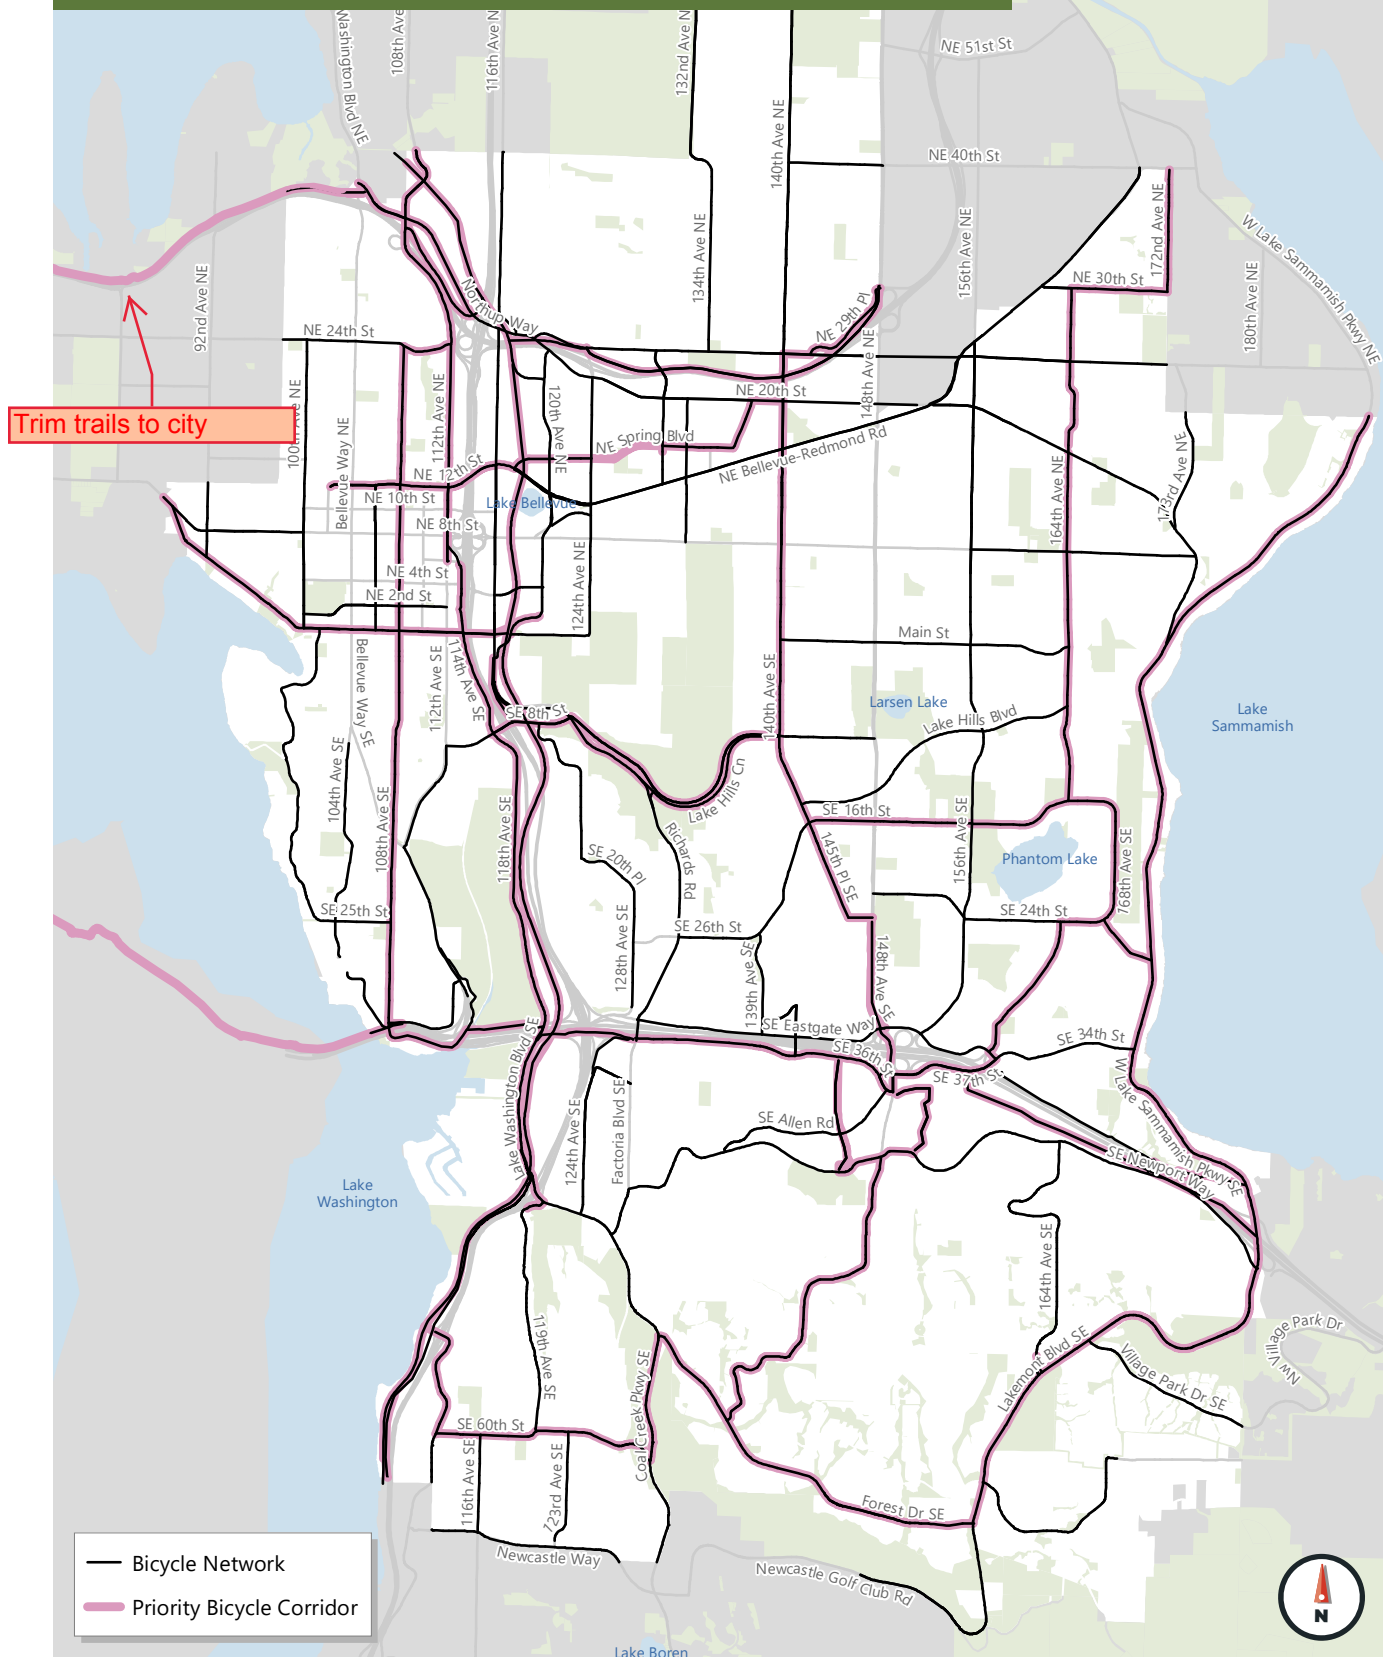 Washington Blvd NE
108th Ave
116th Ave N
132nd Ave N
NE 51st St
140th Ave NE
NE 40th St
134th Ave NE
156th Ave NE
172nd Ave NE
W Lake Sammamish Pkwy NE
92nd Ave NE
Northup Way
NE 29th Pl
NE 30th St
180th Ave NE
NE 24th St
148th Ave NE
Trim trails to city
100th Ave NE
112th Ave NE
120th Ave NE
NE 20th St
Bellevue Way NE
NE Spring Blvd
NE Bellevue-Redmond Rd
164th Ave NE
173rd Ave NE
NE 12th St
NE 10th St
Lake Bellevue
NE 8th St
124th Ave NE
NE 4th St
NE 2nd St
Main St
Bellevue Way SE
112th Ave SE
114th Ave SE
140th Ave SE
SE 8th St
Larsen Lake
Lake Hills Blvd
Lake
Sammamish
104th Ave SE
108th Ave SE
118th Ave SE
Lake Hills Cn
SE 16th St
Richards Rd
145th Pl SE
156th Ave SE
Phantom Lake
168th Ave SE
SE 20th Pl
SE 25th St
SE 24th St
128th Ave SE
SE 26th St
139th Ave SE
148th Ave SE
1
SE Eastgate Way
SE 36th St
SE 34th St
SE 37th St
Lake Washington Blvd SE
124th Ave SE
Factoria Blvd SE
SE Allen Rd
W Lake Sammamish Pkwy SE
SE Newport Way
Lake
Washington
164th Ave SE
119th Ave SE
Coal Creek Pkwy SE
Lakemont Blvd SE
NW Village Park Dr
Village Park Dr SE
SE 60th St
116th Ave SE
123rd Ave SE
Forest Dr SE
Newcastle Way
Newcastle Golf Club Rd
Lake Boren
Bicycle Network
Priority Bicycle Corridor
N